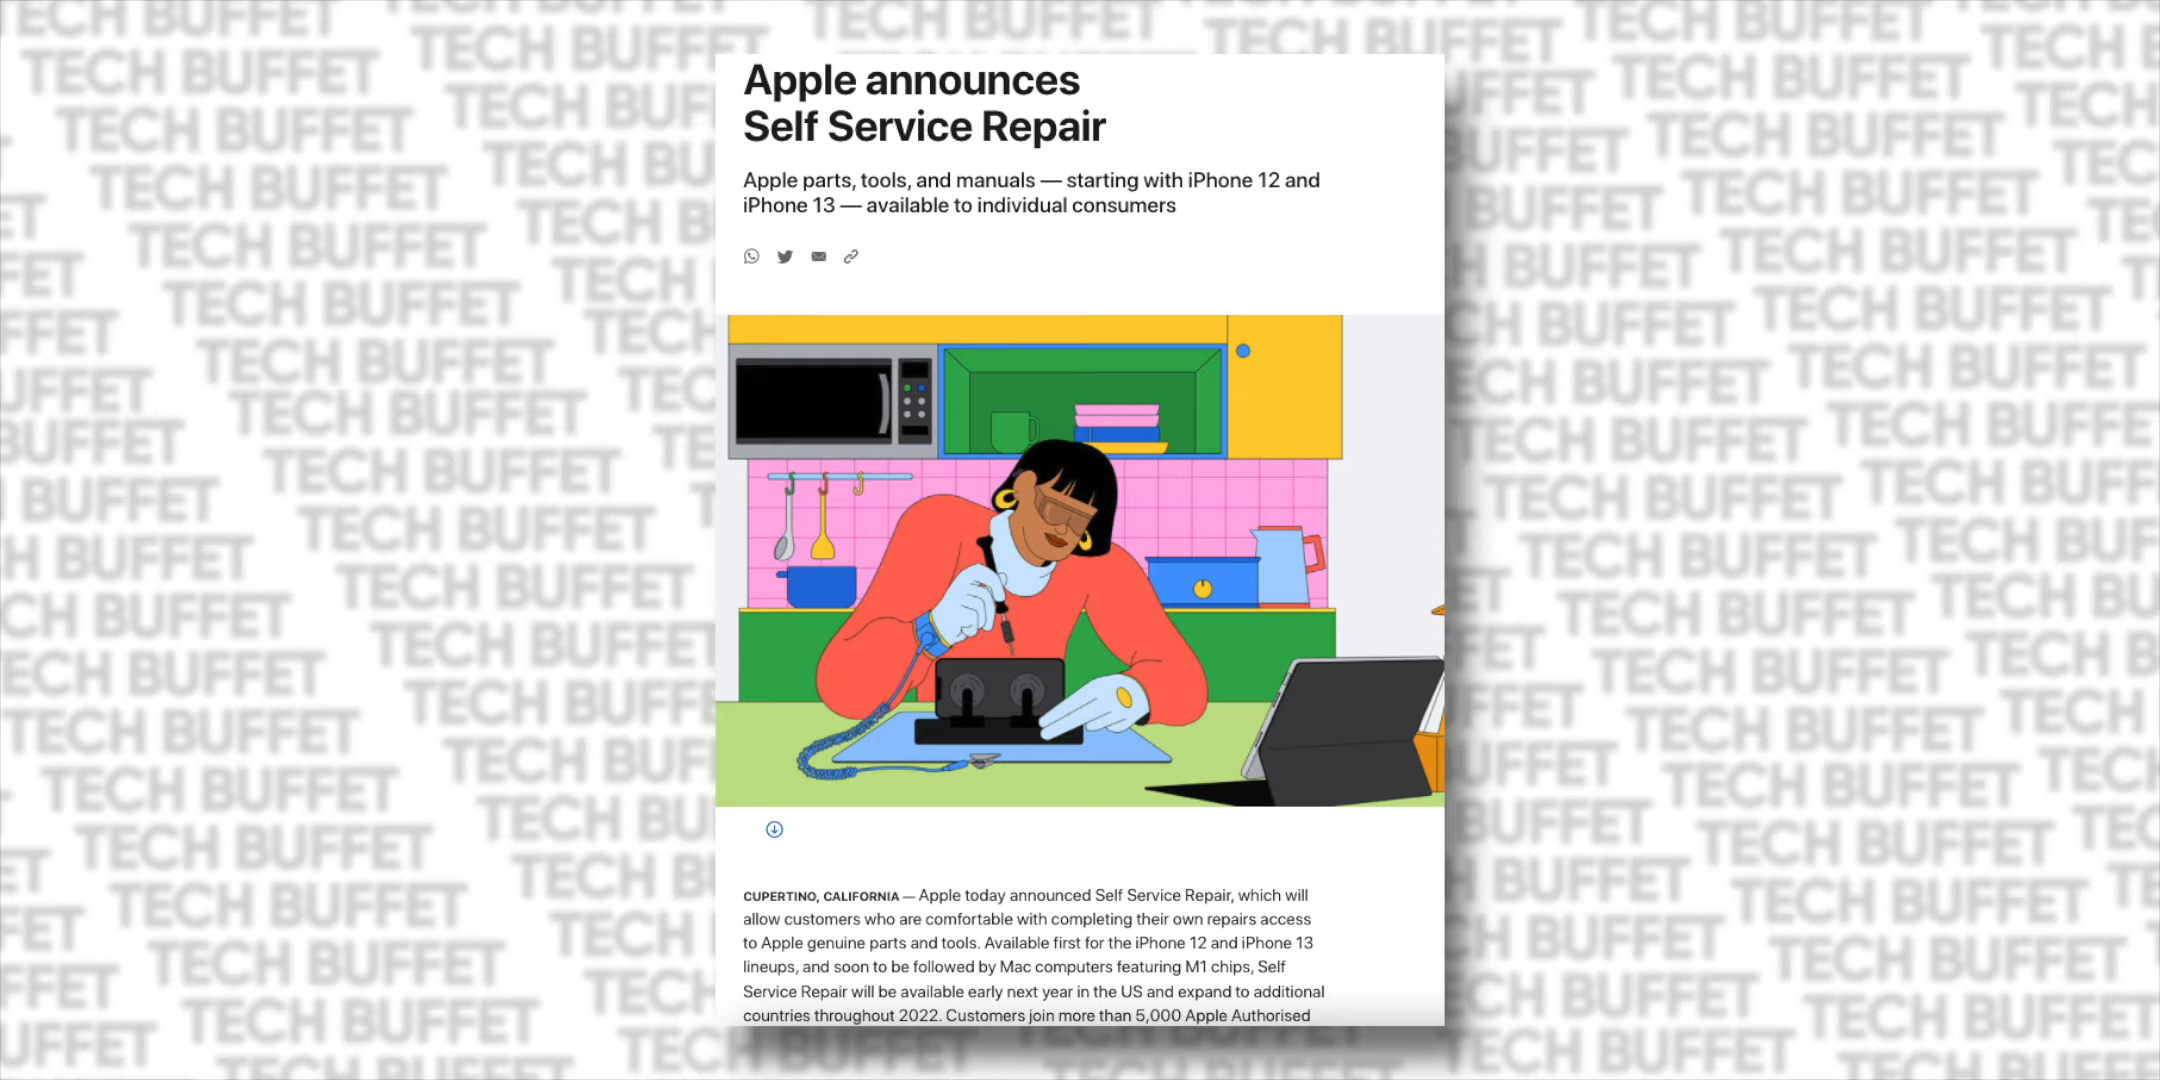 Apple announces
Self Service Repair
Apple parts, tools, and manuals — starting with iPhone 12 and
iPhone 13 — available to individual consumers
CUPERTINO, CALIFORNIA — Apple today announced Self Service Repair, which will
allow customers who are comfortable with completing their own repairs access
to Apple genuine parts and tools. Available first for the iPhone 12 and iPhone 13
lineups, and soon to be followed by Mac computers featuring M1 chips, Self
Service Repair will be available early next year in the US and expand to additional
countries throughout 2022. Customers join more than 5,000 Apple Authorised
TECH BUFFET